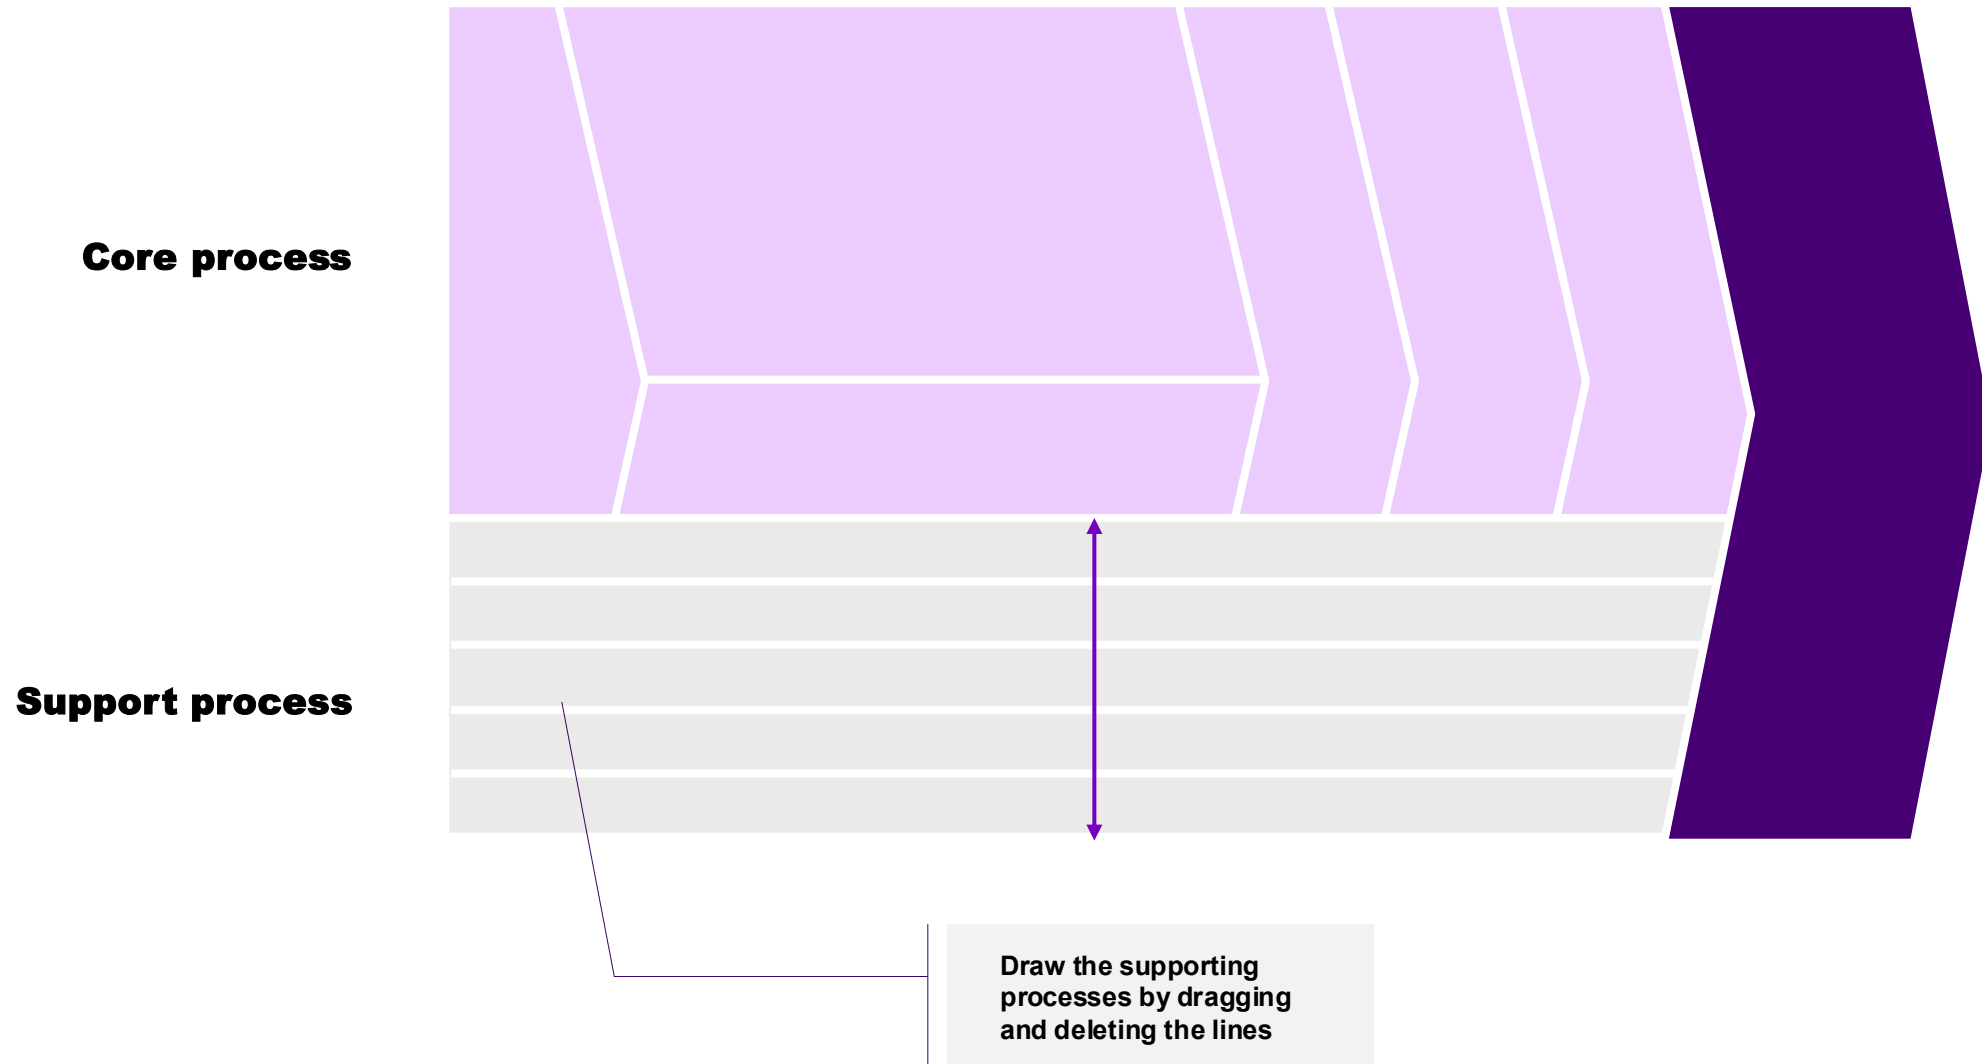 Core process
Support process
Draw the supporting
processes by dragging
and deleting the lines